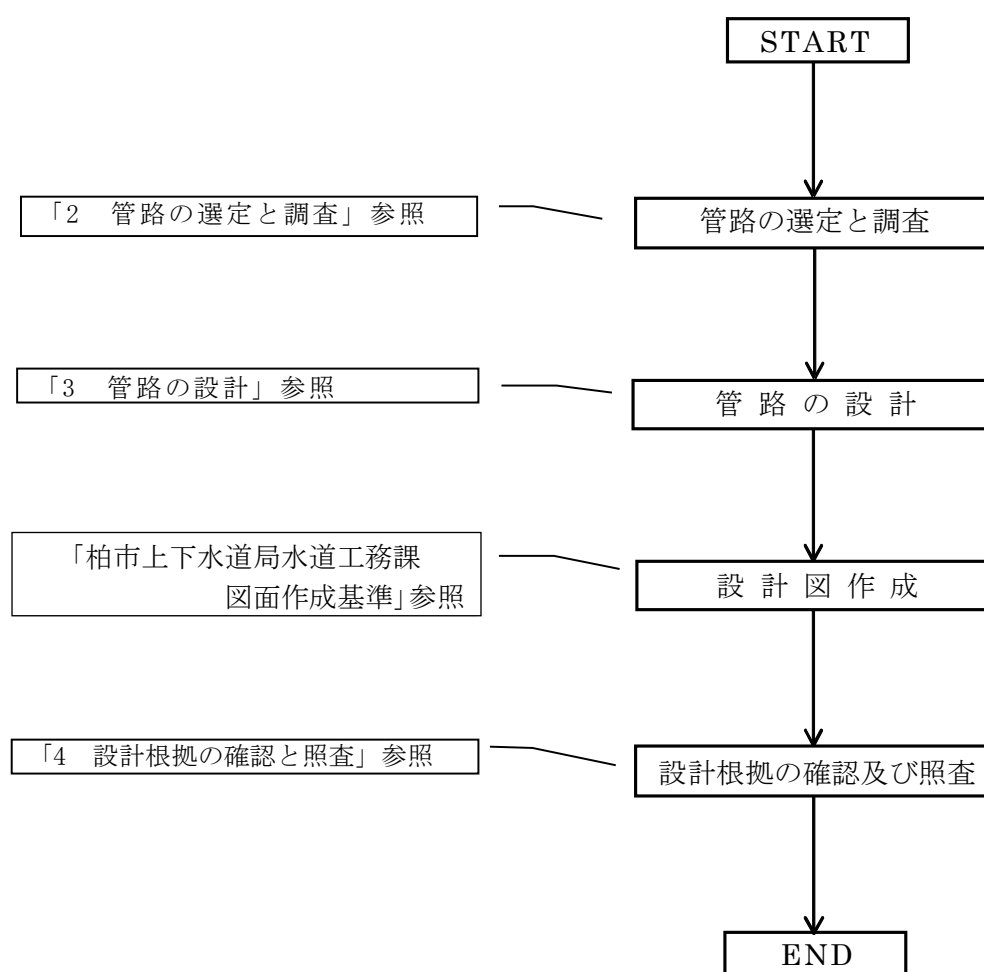 START
「2　管路の選定と調査」参照
管路の選定と調査
「3　管路の設計」参照
管 路 の 設 計
「柏市上下水道局水道工務課
図面作成基準」参照
設 計 図 作 成
「4　設計根拠の確認と照査」参照
設計根拠の確認及び照査
END